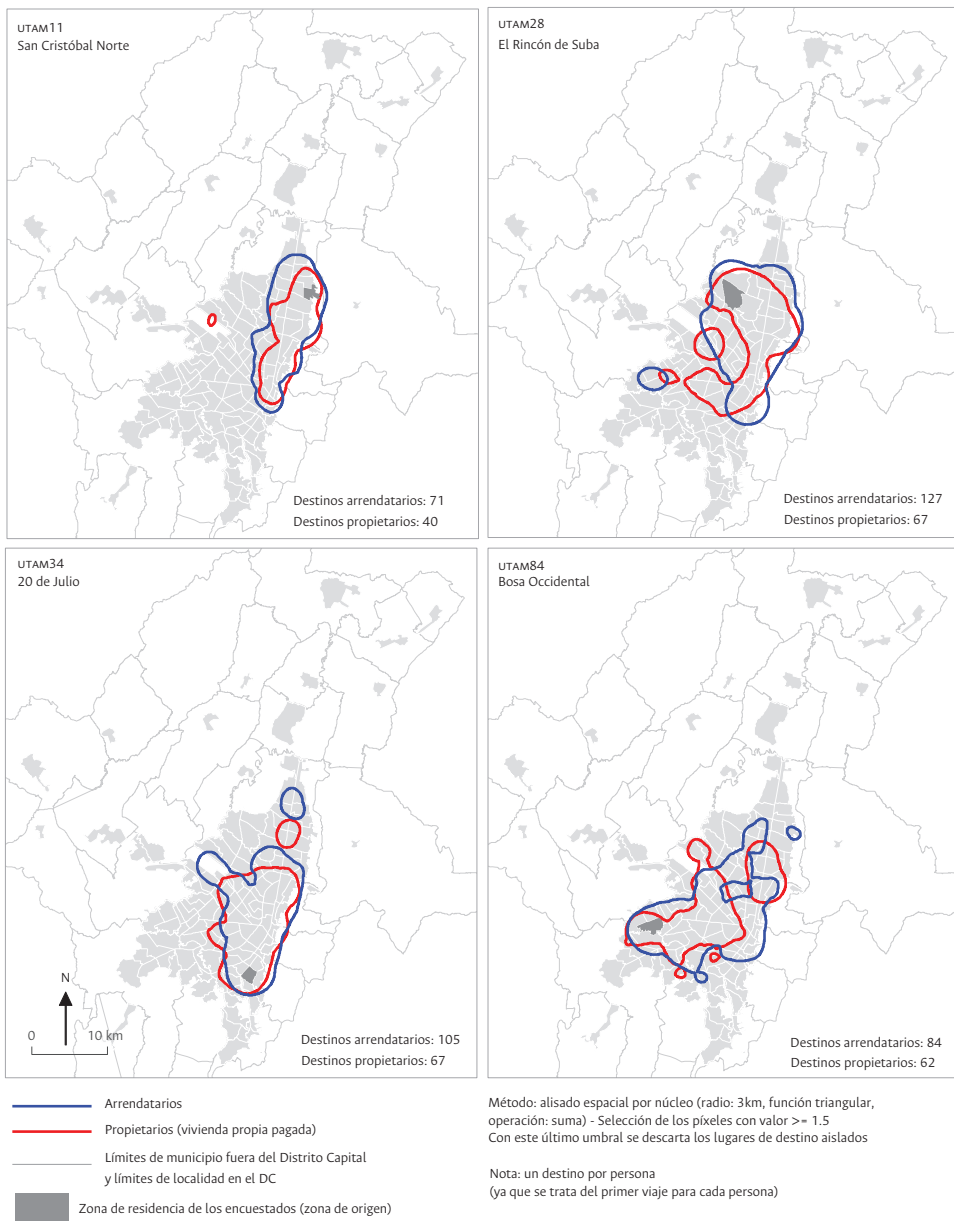 UTAM11
San Cristóbal Norte
Destinos arrendatarios: 71
Destinos propietarios: 40
UTAM28
El Rincón de Suba
Destinos arrendatarios: 127
Destinos propietarios: 67
UTAM34
20 de Julio
N
0 10 km
Destinos arrendatarios: 105
Destinos propietarios: 67
UTAM84
Bosa Occidental
Destinos arrendatarios: 84
Destinos propietarios: 62
Arrendatarios
Propietarios (vivienda propia pagada)
Límites de municipio fuera del Distrito Capital
y límites de localidad en el DC
Zona de residencia de los encuestados (zona de origen)
Método: alisado espacial por núcleo (radio: 3km, función triangular,
operación: suma) - Selección de los píxeles con valor >= 1.5
Con este último umbral se descarta los lugares de destino aislados
Nota: un destino por persona
(ya que se trata del primer viaje para cada persona)